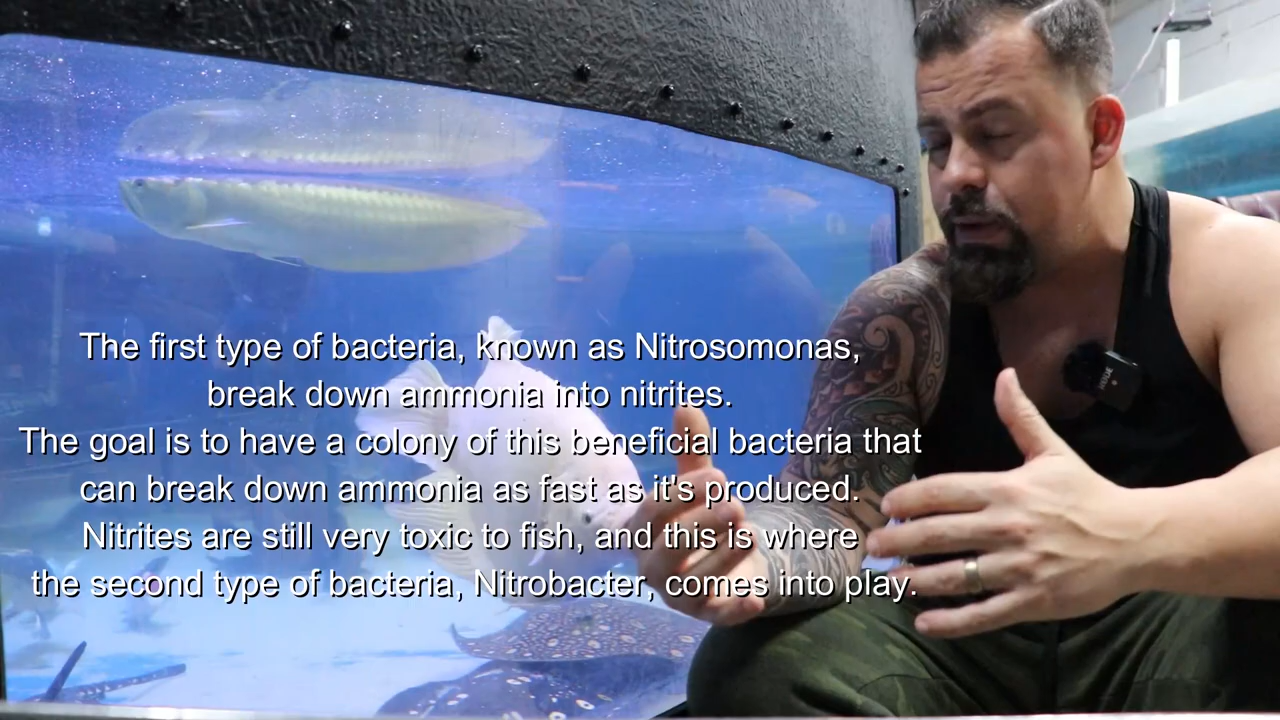 The first type of bacteria, known as Nitrosomonas,
break down ammonia into nitrites.
The goal is to have a colony of this beneficial bacteria that
can break down ammonia as fast as it's produced.
Nitrites are still very toxic to fish, and this is where
the second type of bacteria, Nitrobacter, comes into play.